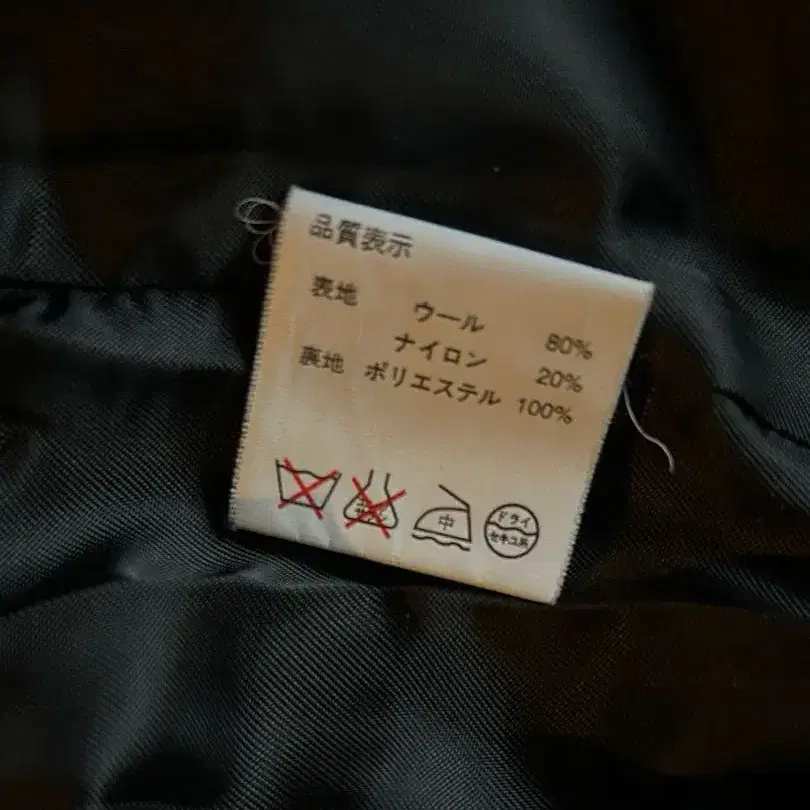 品質表示
表地 ウール 80%
ナイロン 20%
裏地 ポリエステル 100%
中
ドライ
セキユ系